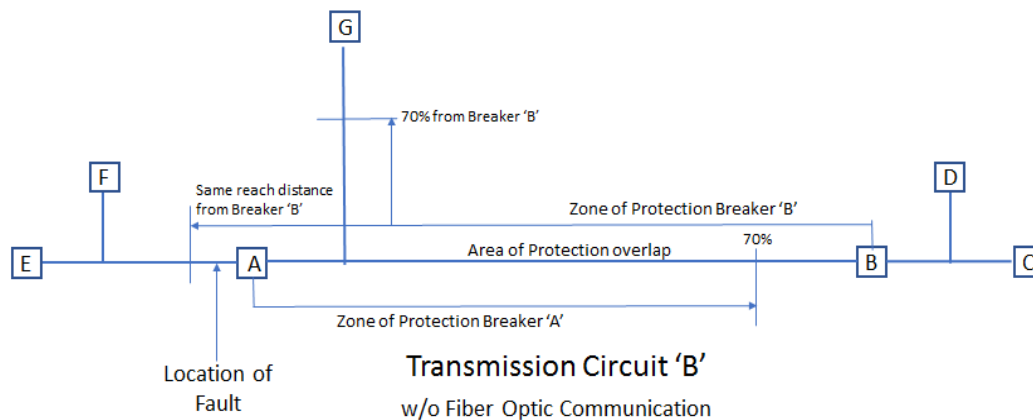 G
70% from Breaker ‘B’
F
D
Same reach distance
from Breaker ‘B’
Zone of Protection Breaker ‘B’
70%
Area of Protection overlap
E
A
B
C
Zone of Protection Breaker ‘A’
Location of
Fault
Transmission Circuit ‘B’
w/o Fiber Optic Communication